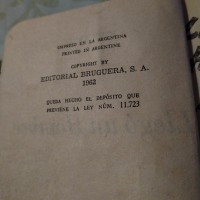 IMPRESO EN LA ARGENTINA
PRINTED IN ARGENTINE
COPYRIGHT BY
EDITORIAL BRUGUERA, S. A.
1962
QUEDA HECHO EL DEPÓSITO QUE
PREVIENE LA LEY NÚM. 11.723